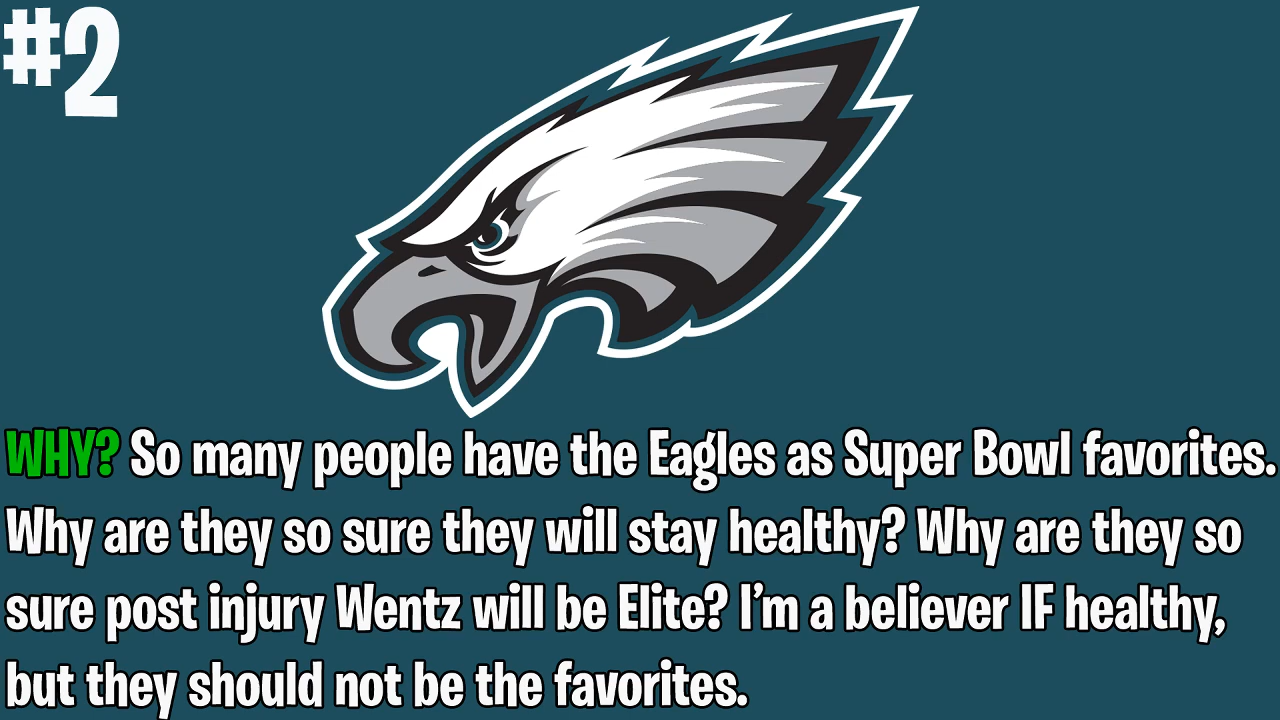 #2
WHY? So many people have the Eagles as Super Bowl favorites.
Why are they so sure they will stay healthy? Why are they so
sure post injury Wentz will be Elite? I'm a believer IF healthy,
but they should not be the favorites.